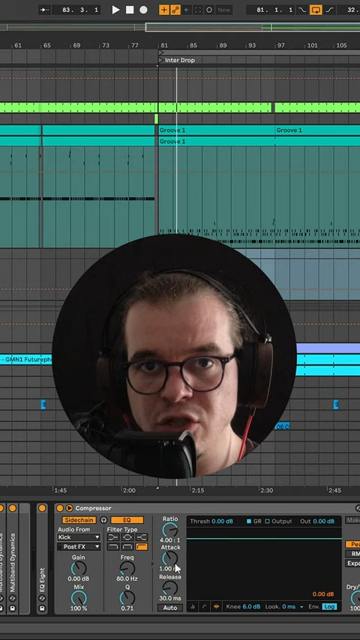 83. 3. 1
81. 1. 1
32.
61
65
69
73
77
81
85
89
93
97
101
105
Inter Drop
Groove 1
Groove 1
Groove 1
- GMN1 Futureph
1:45
2:00
2:30
2:45
Multiband Dynamics
EQ Eight
Compressor
Sidechain
EQ
Audio From
Filter Type
Kick
Post FX
Gain
Freq
0.00 dB
80.0 Hz
Mix
Q
100 %
0.71
Ratio
4.00 : 1
Attack
1.00
Release
30.0 ms
Auto
Thresh 0.00 dB
GR
Output
Out 0.00 dB
0.00 dB
Knee 6.0 dB
Look. 0 ms
Env. Log
Pea
RM
Expa
Dry/